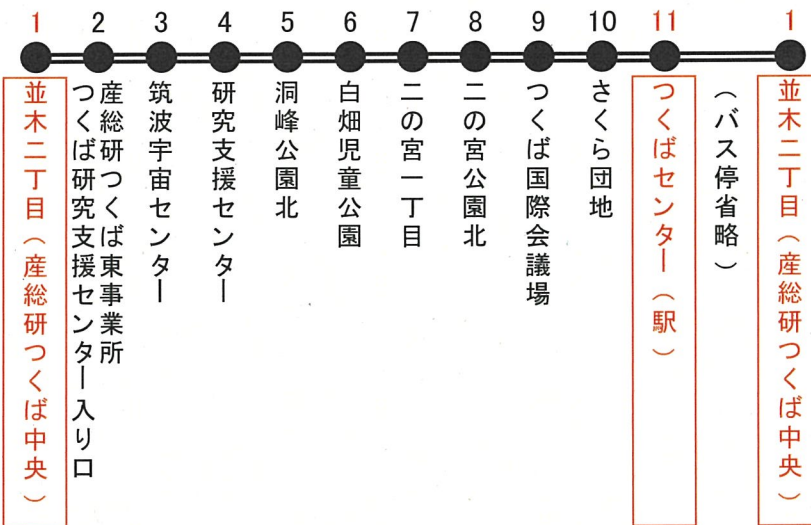 1 2 3 4 5 6 7 8 9 10 11 1
並木二丁目（産総研つくば中央）
産総研つくば東事業所
つくば研究支援センター入り口
筑波宇宙センター
研究支援センター
洞峰公園北
白畑児童公園
二の宮一丁目
二の宮公園北
つくば国際会議場
さくら団地
つくばセンター（駅）
（バス停省略）
並木二丁目（産総研つくば中央）